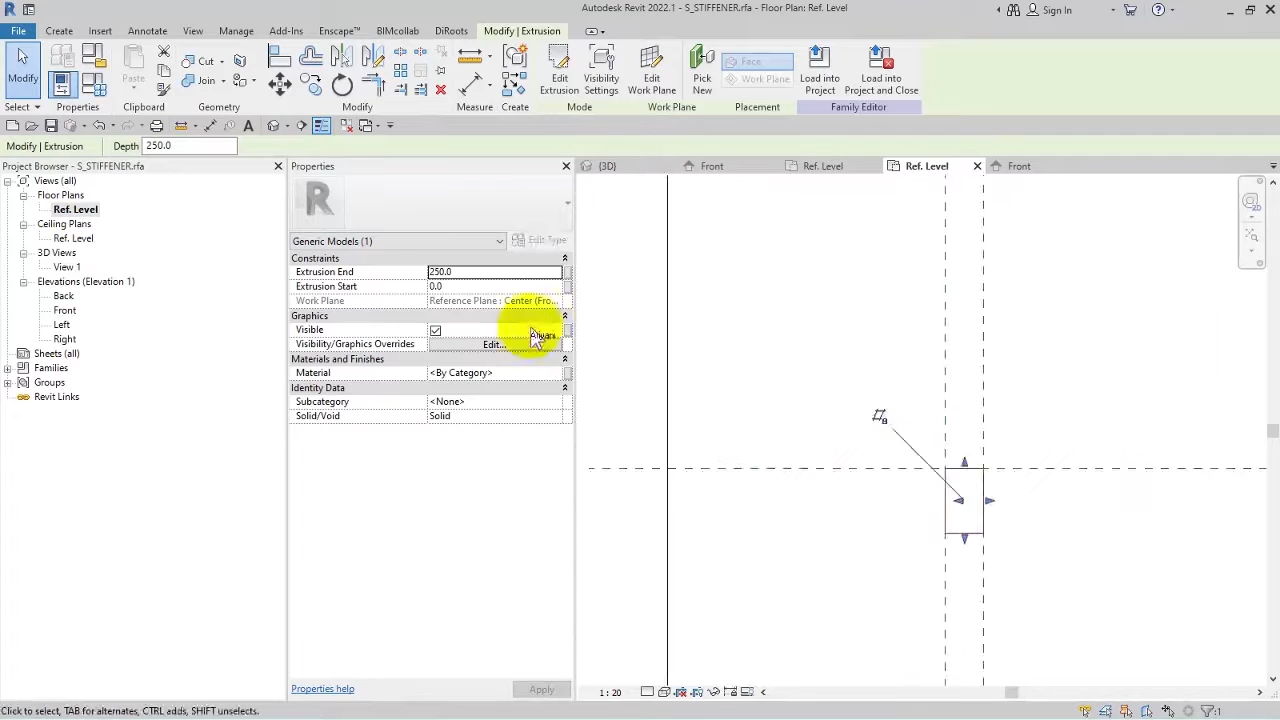 Autodesk Revit 2022.1 - S_STIFFENER.rfa - Floor Plan: Ref. Level
Sign In
File Create Insert Annotate View Manage Add-Ins Enscape™ BIMcollab DiRoots Modify | Extrusion
Modify Paste Cut Join Edit Extrusion Visibility Settings Edit Work Plane Pick New Face Work Plane Load into Project Load into Project and Close
Select Properties Clipboard Geometry Modify Measure Create Mode Work Plane Placement Family Editor
Modify | Extrusion Depth 250.0
Project Browser - S_STIFFENER.rfa
Views (all)
Floor Plans
Ref. Level
Ceiling Plans
Ref. Level
3D Views
View 1
Elevations (Elevation 1)
Back
Front
Left
Right
Sheets (all)
Families
Groups
Revit Links
Properties
Generic Models (1) Edit Type
Constraints
Extrusion End 250.0
Extrusion Start 0.0
Work Plane Reference Plane : Center (Fro...
Graphics
Visible
Visibility/Graphics Overrides Edit...
Materials and Finishes
Material <By Category>
Identity Data
Subcategory <None>
Solid/Void Solid
Properties help Apply
{3D} Front Ref. Level Ref. Level Front
2D
1 : 20
Click to select, TAB for alternates, CTRL adds, SHIFT unselects.
:1